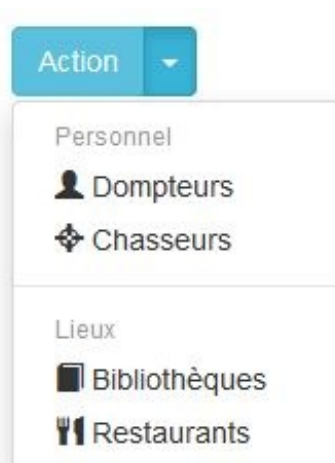 Action
Personnel
Dompteurs
Chasseurs
Lieux
Bibliothèques
Restaurants